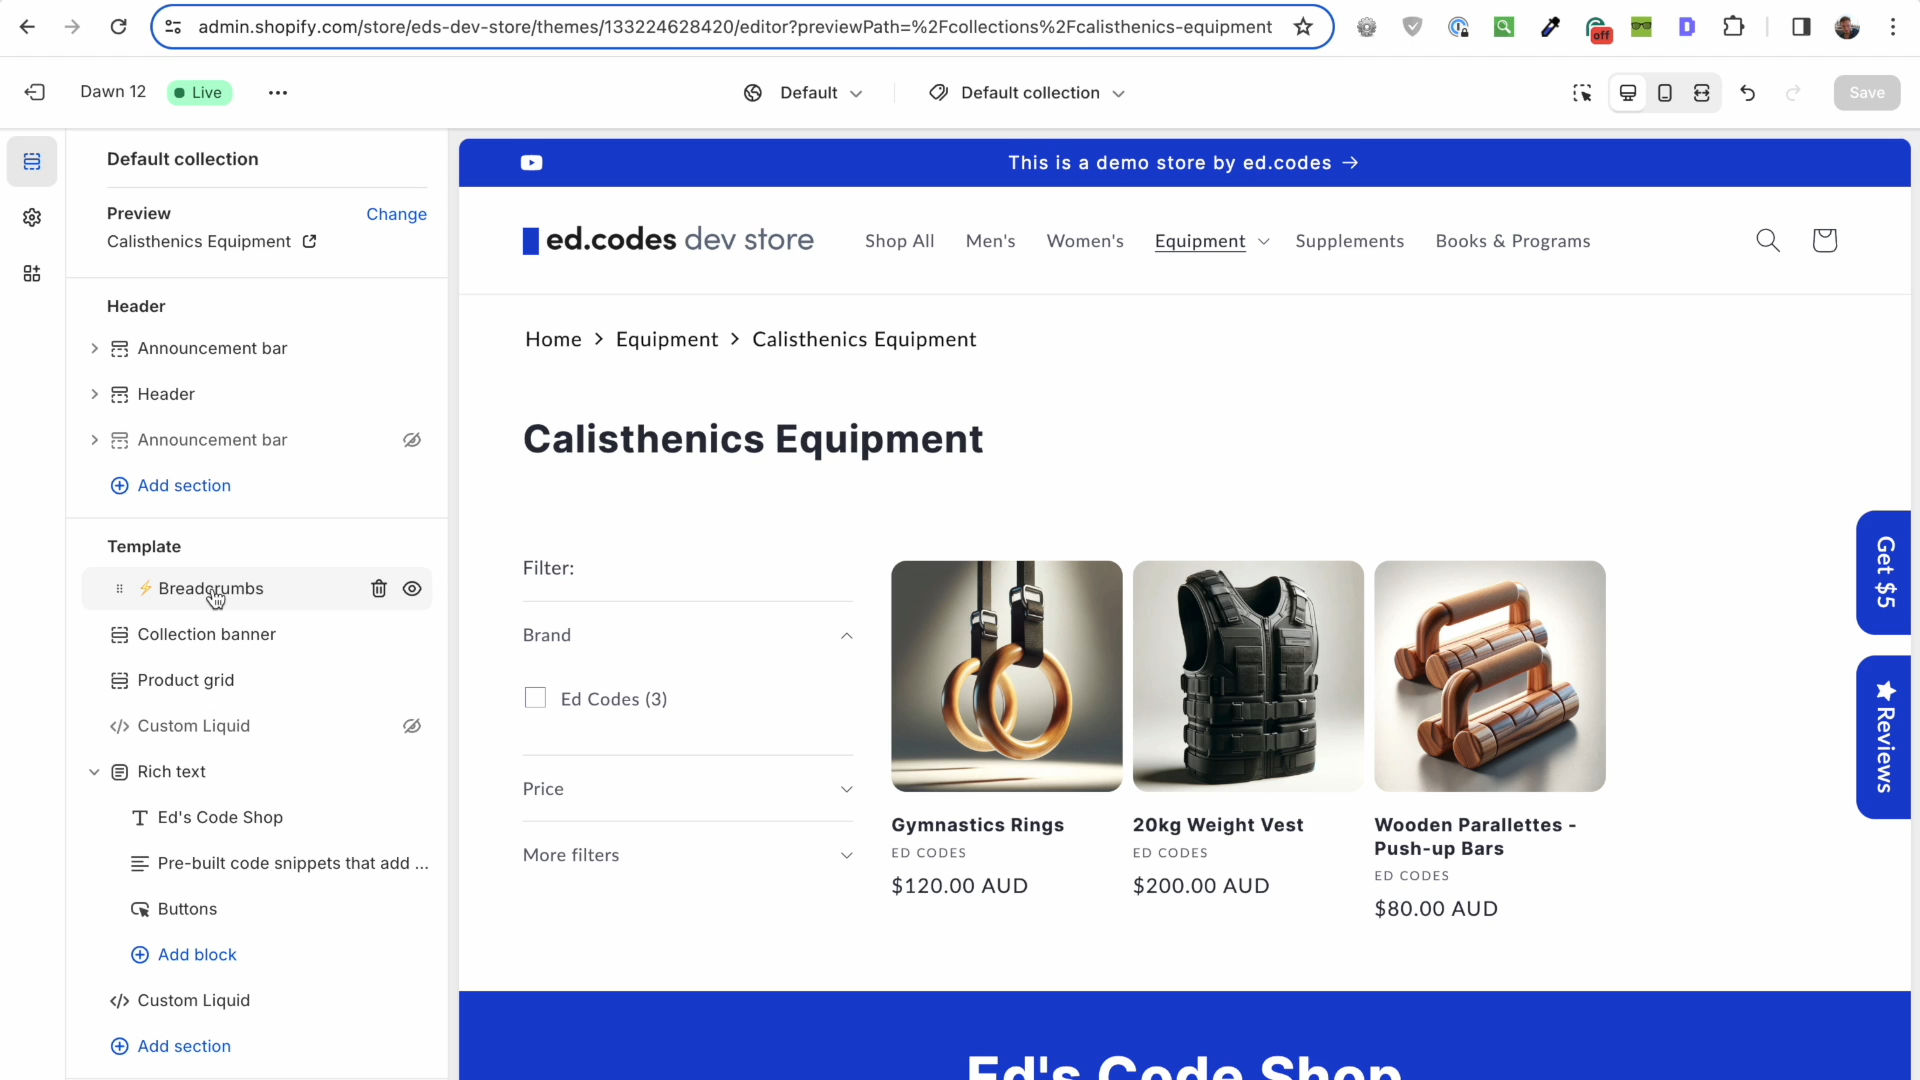 admin.shopify.com/store/eds-dev-store/themes/133224628420/editor?previewPath=%2Fcollections%2Fcalisthenics-equipment
off
D
Dawn 12
Live
Default
Default collection
Save
Default collection
Preview
Change
Calisthenics Equipment
Header
Announcement bar
Header
Announcement bar
Add section
Template
⚡ Breadcrumbs
Collection banner
Product grid
Custom Liquid
Rich text
Ed's Code Shop
Pre-built code snippets that add ...
Buttons
Add block
Custom Liquid
Add section
This is a demo store by ed.codes →
ed.codes dev store
Shop All
Men's
Women's
Equipment
Supplements
Books & Programs
Home > Equipment > Calisthenics Equipment
Calisthenics Equipment
Filter:
Brand
Ed Codes (3)
Price
More filters
Gymnastics Rings
ED CODES
$120.00 AUD
20kg Weight Vest
ED CODES
$200.00 AUD
Wooden Parallettes -
Push-up Bars
ED CODES
$80.00 AUD
Get $5
★ Reviews
Ed's Code Shop